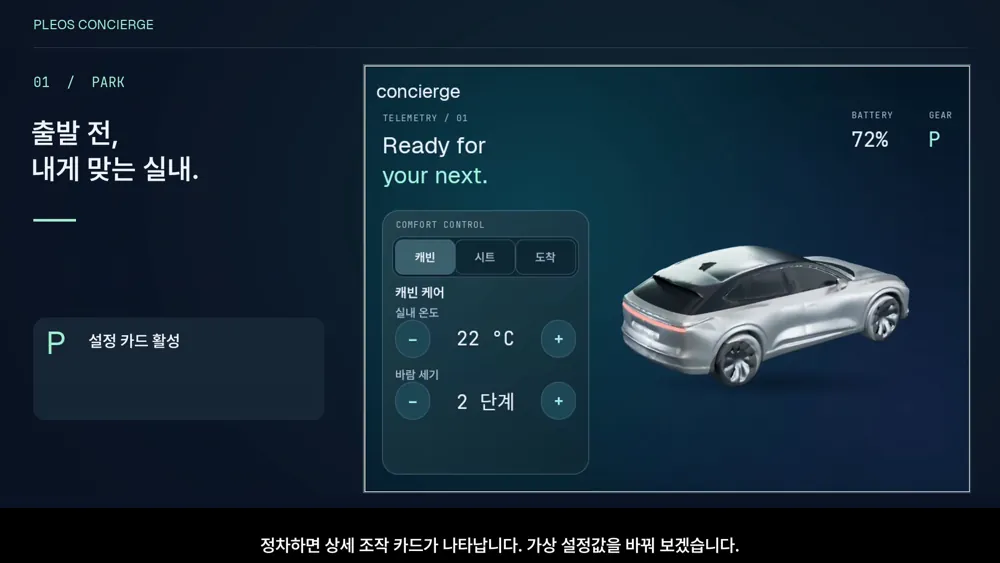 PLEOS CONCIERGE
01 / PARK
출발 전,
내게 맞는 실내.
P 설정 카드 활성
concierge
TELEMETRY / 01
Ready for
your next.
BATTERY GEAR
72% P
COMFORT CONTROL
캐빈 시트 도착
캐빈 케어
실내 온도
– 22 °C +
바람 세기
– 2 단계 +
정차하면 상세 조작 카드가 나타납니다. 가상 설정값을 바꿔 보겠습니다.